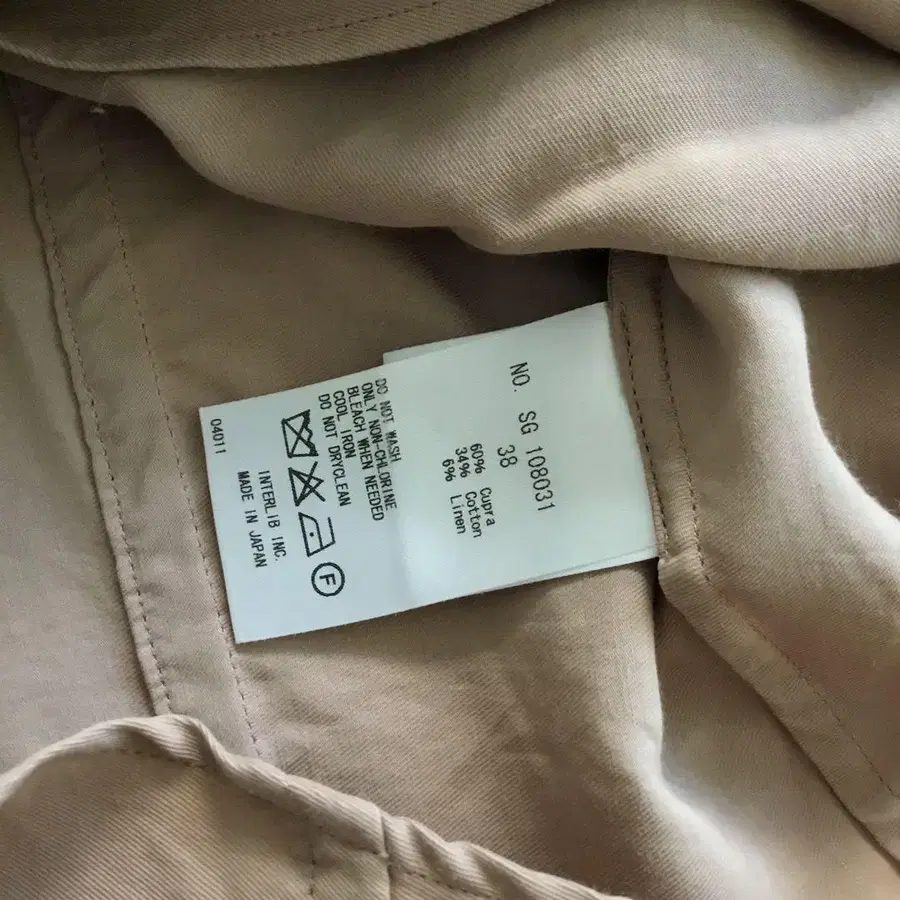 NO. SG 108031
38
60% Cupra
34% Cotton
6% Linen
DO NOT WASH
ONLY NON-CHLORINE
BLEACH WHEN NEEDED
COOL IRON
DO NOT DRYCLEAN
F
INTERLIB INC.
MADE IN JAPAN
04011